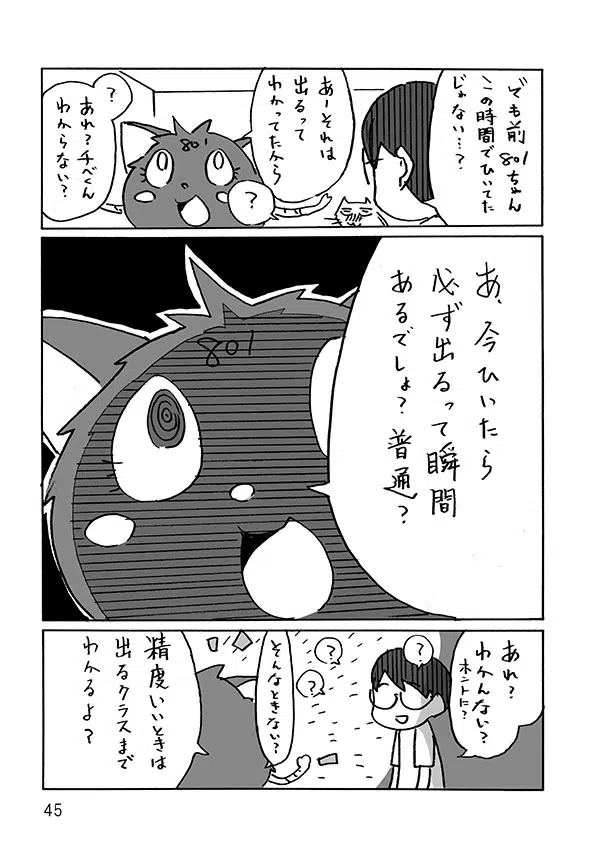 でも前801ちゃん
この時間でひいてた
じゃない…?
あーそれは
出るって
わかってたから
801
?
?
あれ?チベくん
わからない?
あ、今ひいたら
必ず出るって瞬間
あるでしょ?普通?
801
あれ?
わかんない?
ホントに?
?
?
?
そんなときない?
精度いいときは
出るクラスまで
わかるよ?
45